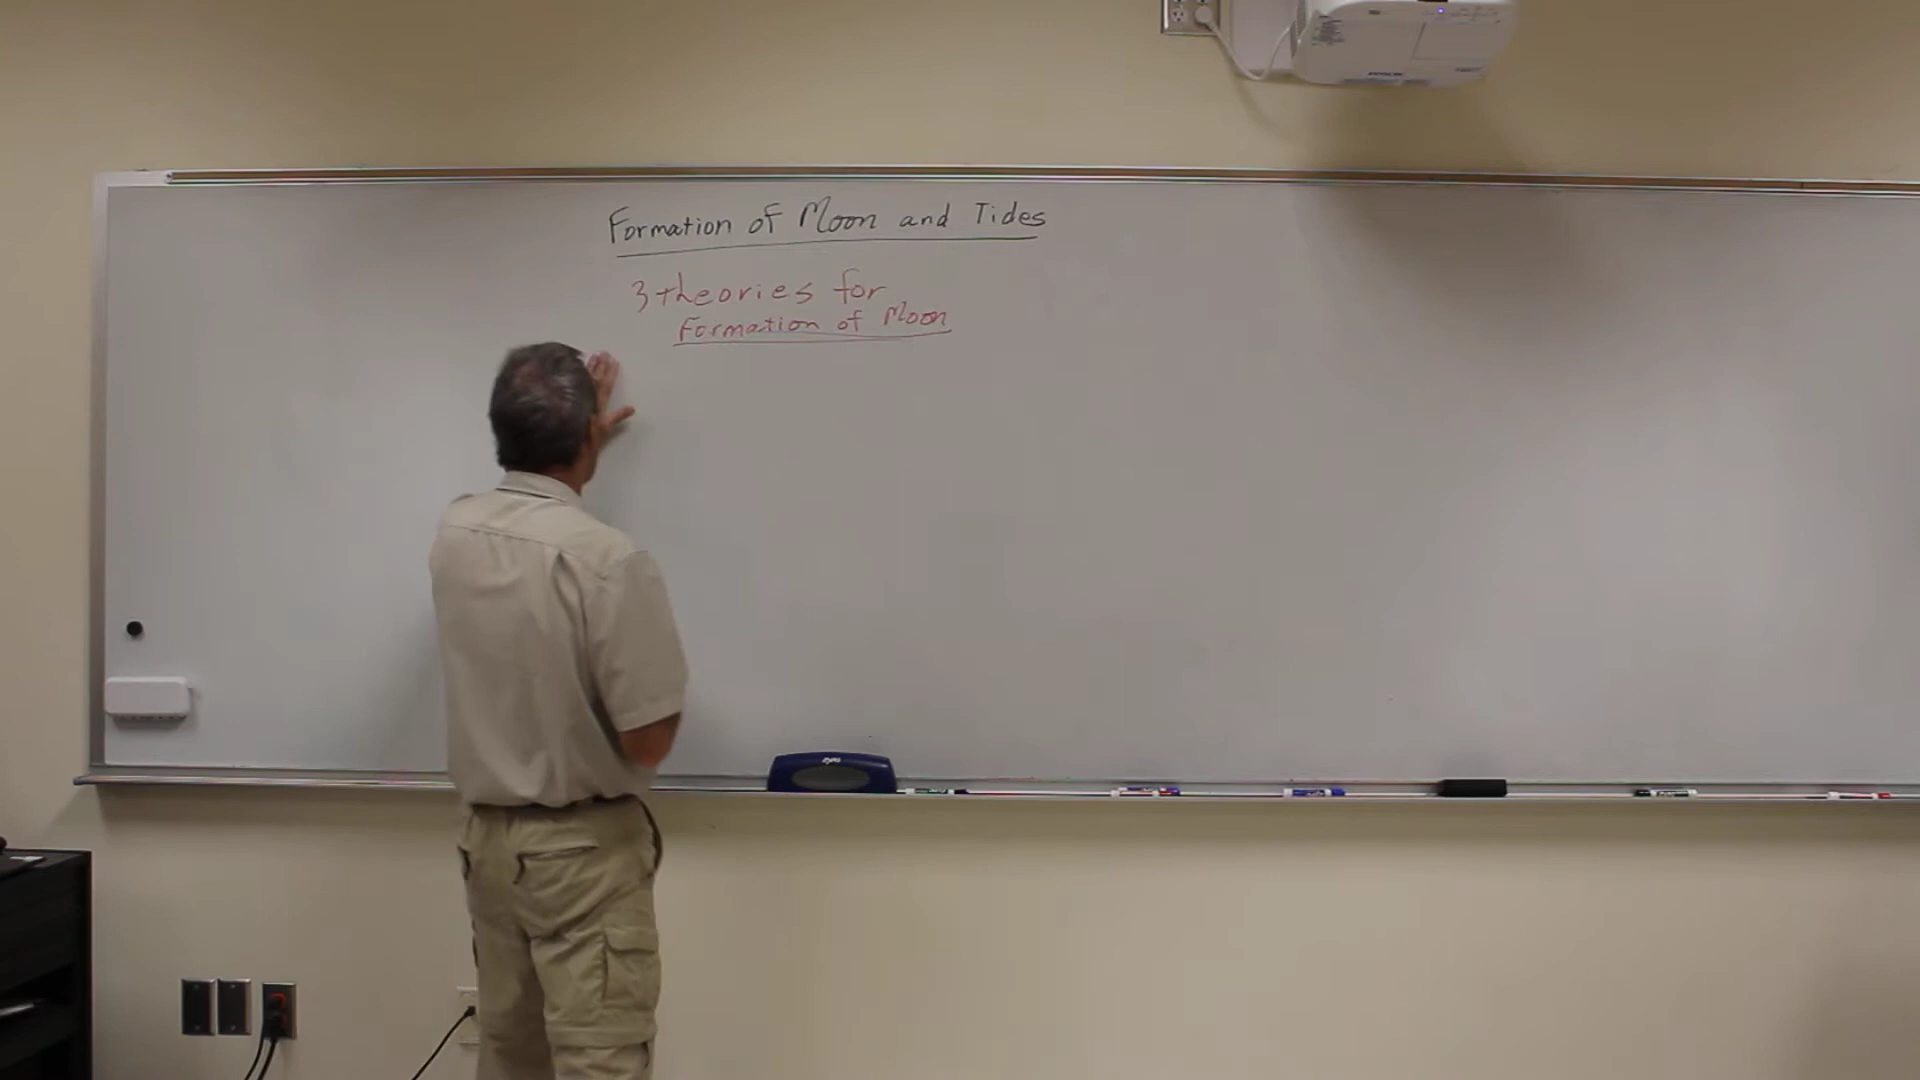 Formation of Moon and Tides
3 theories for
Formation of Moon